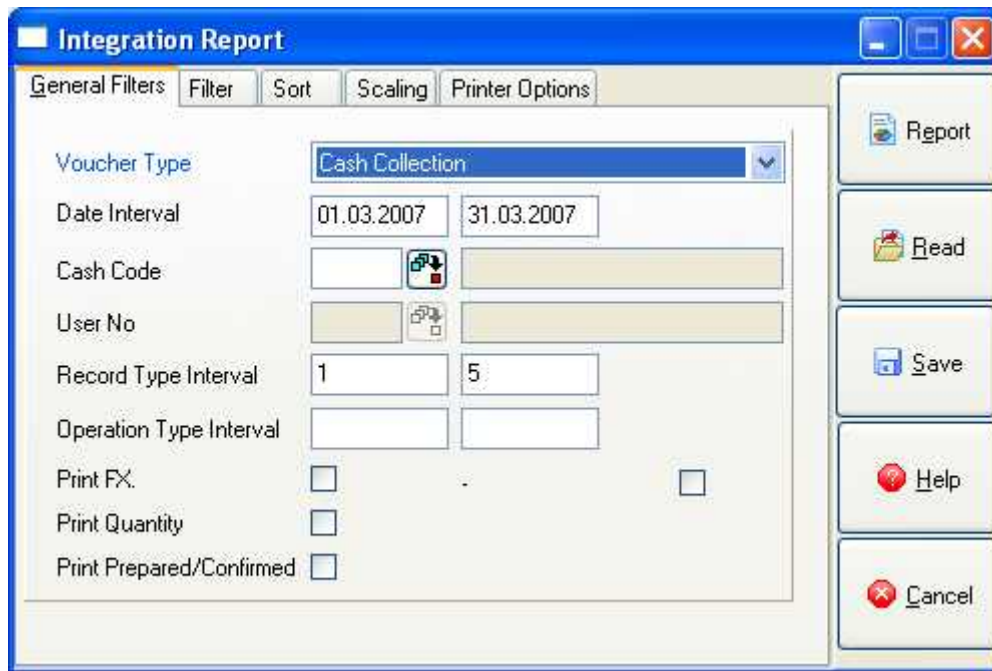 Integration Report
General Filters Filter Sort Scaling Printer Options
Voucher Type Cash Collection
Date Interval 01.03.2007 31.03.2007
Cash Code
User No
Record Type Interval 1 5
Operation Type Interval
Print FX. -
Print Quantity
Print Prepared/Confirmed
Report
Read
Save
Help
Cancel